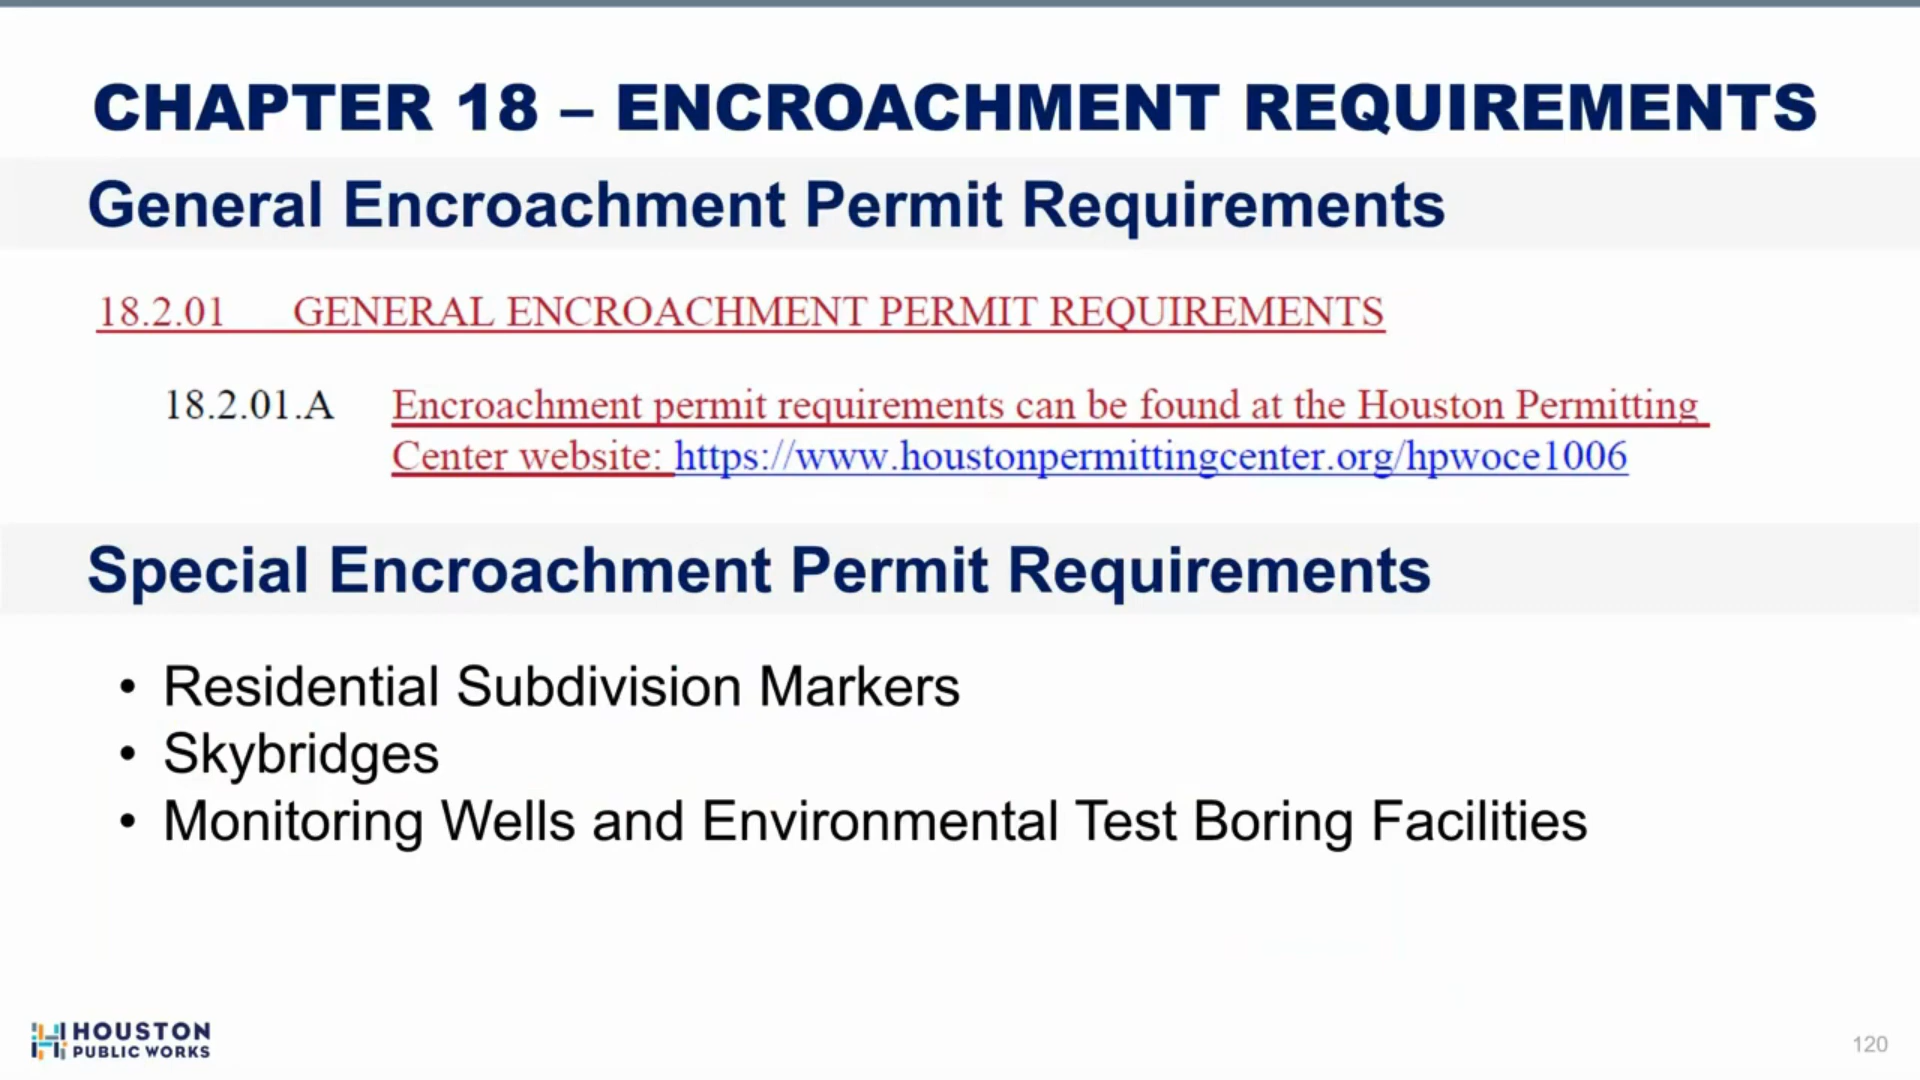 CHAPTER 18 – ENCROACHMENT REQUIREMENTS
General Encroachment Permit Requirements
18.2.01 GENERAL ENCROACHMENT PERMIT REQUIREMENTS
18.2.01.A Encroachment permit requirements can be found at the Houston Permitting
Center website: https://www.houstonpermittingcenter.org/hpwoce1006
Special Encroachment Permit Requirements
• Residential Subdivision Markers
• Skybridges
• Monitoring Wells and Environmental Test Boring Facilities
HOUSTON
PUBLIC WORKS
120